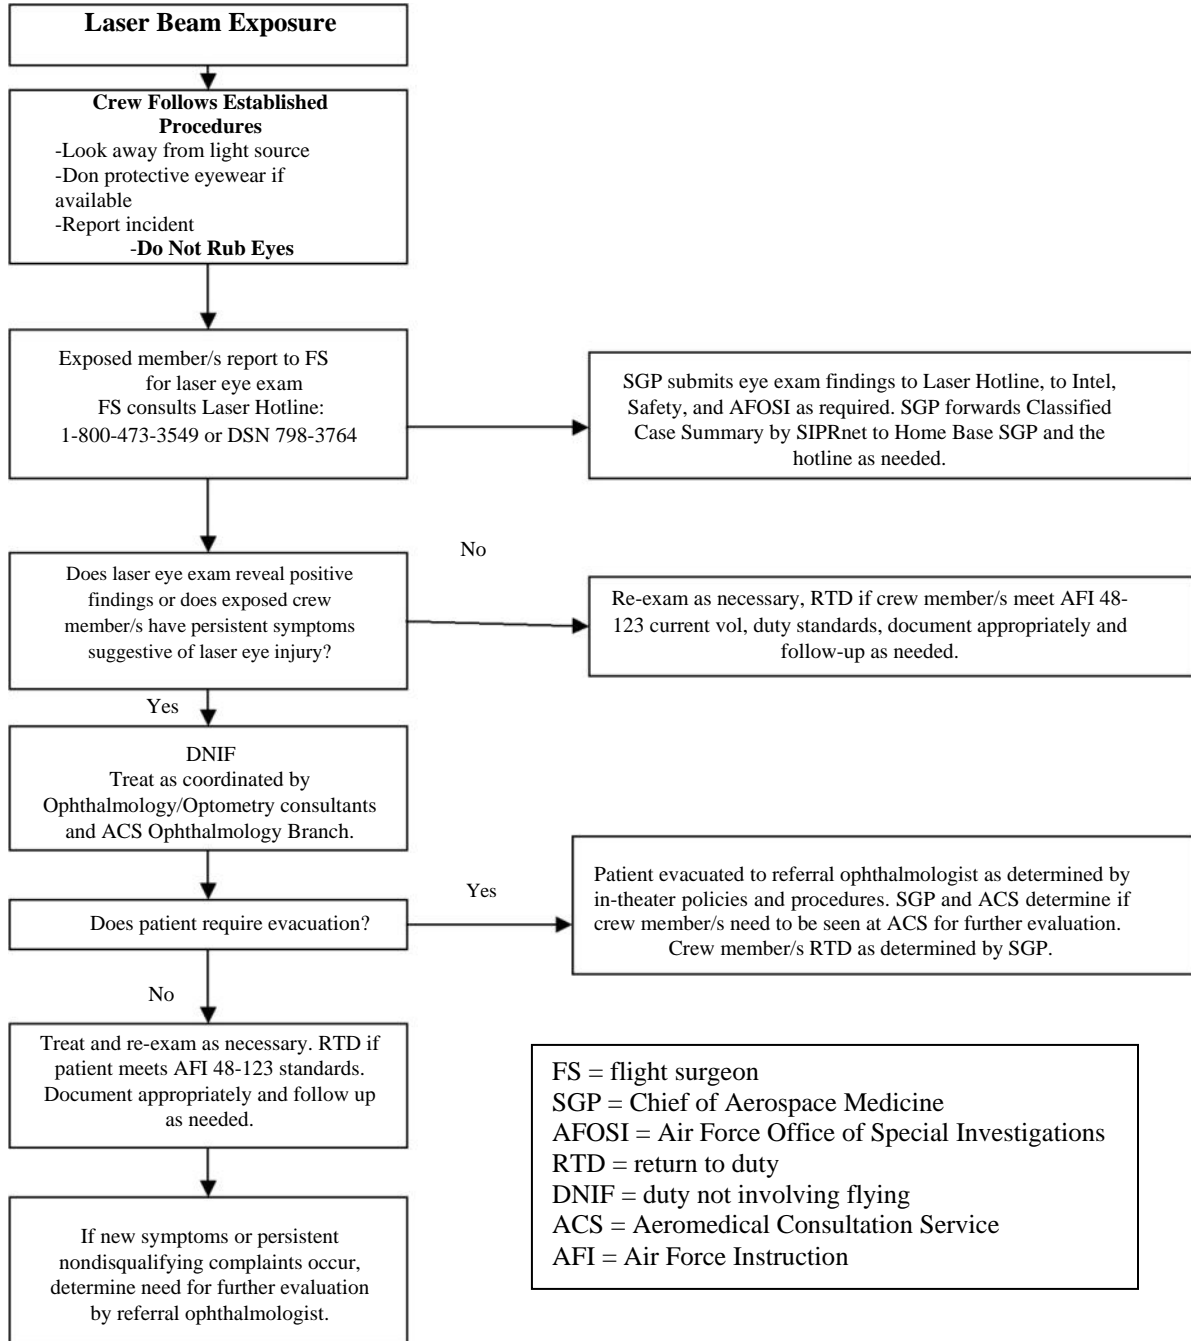 Laser Beam Exposure
Crew Follows Established
Procedures
-Look away from light source
-Don protective eyewear if
available
-Report incident
-Do Not Rub Eyes
Exposed member/s report to FS
for laser eye exam
FS consults Laser Hotline:
1-800-473-3549 or DSN 798-3764
SGP submits eye exam findings to Laser Hotline, to Intel,
Safety, and AFOSI as required. SGP forwards Classified
Case Summary by SIPRnet to Home Base SGP and the
hotline as needed.
Does laser eye exam reveal positive
findings or does exposed crew
member/s have persistent symptoms
suggestive of laser eye injury?
No
Re-exam as necessary, RTD if crew member/s meet AFI 48-
123 current vol, duty standards, document appropriately and
follow-up as needed.
Yes
DNIF
Treat as coordinated by
Ophthalmology/Optometry consultants
and ACS Ophthalmology Branch.
Does patient require evacuation?
Yes
Patient evacuated to referral ophthalmologist as determined by
in-theater policies and procedures. SGP and ACS determine if
crew member/s need to be seen at ACS for further evaluation.
Crew member/s RTD as determined by SGP.
No
Treat and re-exam as necessary. RTD if
patient meets AFI 48-123 standards.
Document appropriately and follow up
as needed.
If new symptoms or persistent
nondisqualifying complaints occur,
determine need for further evaluation
by referral ophthalmologist.
FS = flight surgeon
SGP = Chief of Aerospace Medicine
AFOSI = Air Force Office of Special Investigations
RTD = return to duty
DNIF = duty not involving flying
ACS = Aeromedical Consultation Service
AFI = Air Force Instruction